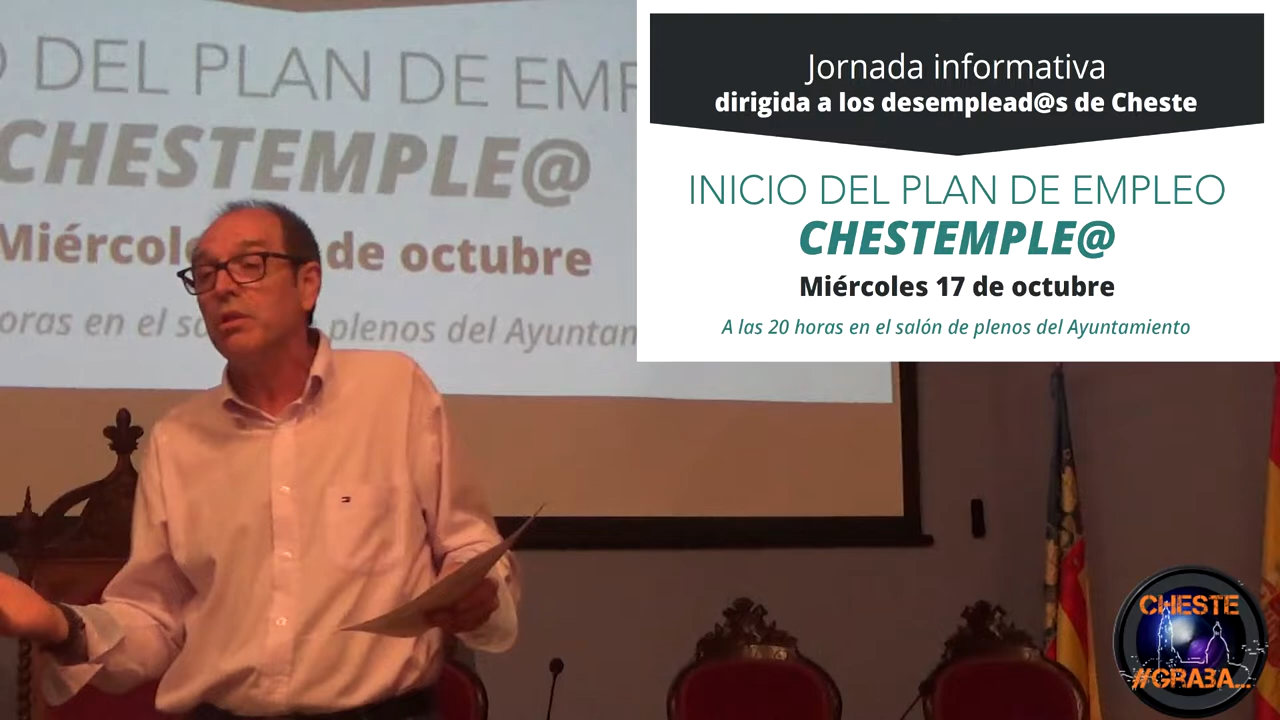 O DEL PLAN DE EMP
CHESTEMPLE@
Miércole de octubre
oras en el sa plenos del Ayuntam
Jornada informativa
dirigida a los desemplead@s de Cheste
INICIO DEL PLAN DE EMPLEO
CHESTEMPLE@
Miércoles 17 de octubre
A las 20 horas en el salón de plenos del Ayuntamiento
CHESTE
#GRABA...